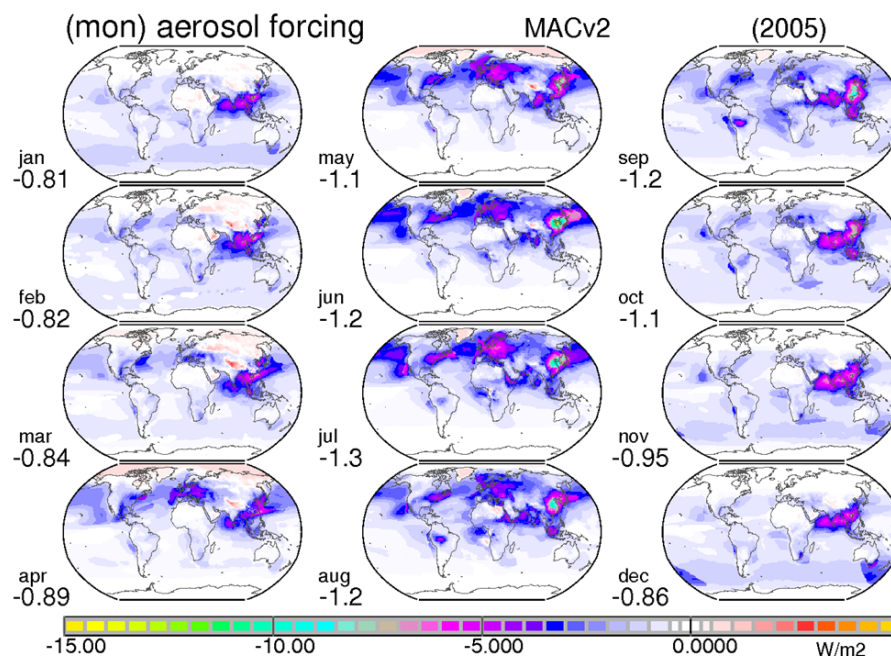 (mon) aerosol forcing MACv2 (2005)
jan
-0.81
may
-1.1
sep
-1.2
feb
-0.82
jun
-1.2
oct
-1.1
mar
-0.84
jul
-1.3
nov
-0.95
apr
-0.89
aug
-1.2
dec
-0.86
-15.00 -10.00 -5.000 0.0000 W/m2